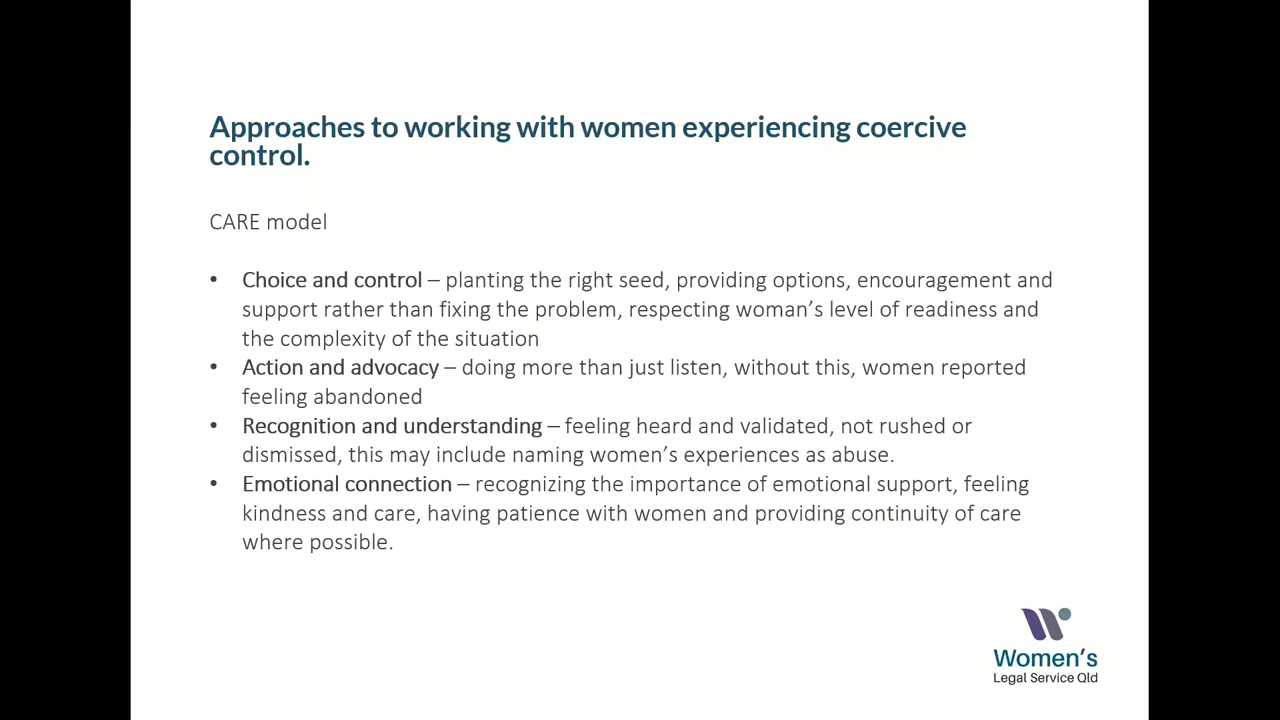 Approaches to working with women experiencing coercive
control.
CARE model
• Choice and control – planting the right seed, providing options, encouragement and
support rather than fixing the problem, respecting woman’s level of readiness and
the complexity of the situation
• Action and advocacy – doing more than just listen, without this, women reported
feeling abandoned
• Recognition and understanding – feeling heard and validated, not rushed or
dismissed, this may include naming women’s experiences as abuse.
• Emotional connection – recognizing the importance of emotional support, feeling
kindness and care, having patience with women and providing continuity of care
where possible.
Women’s
Legal Service Qld